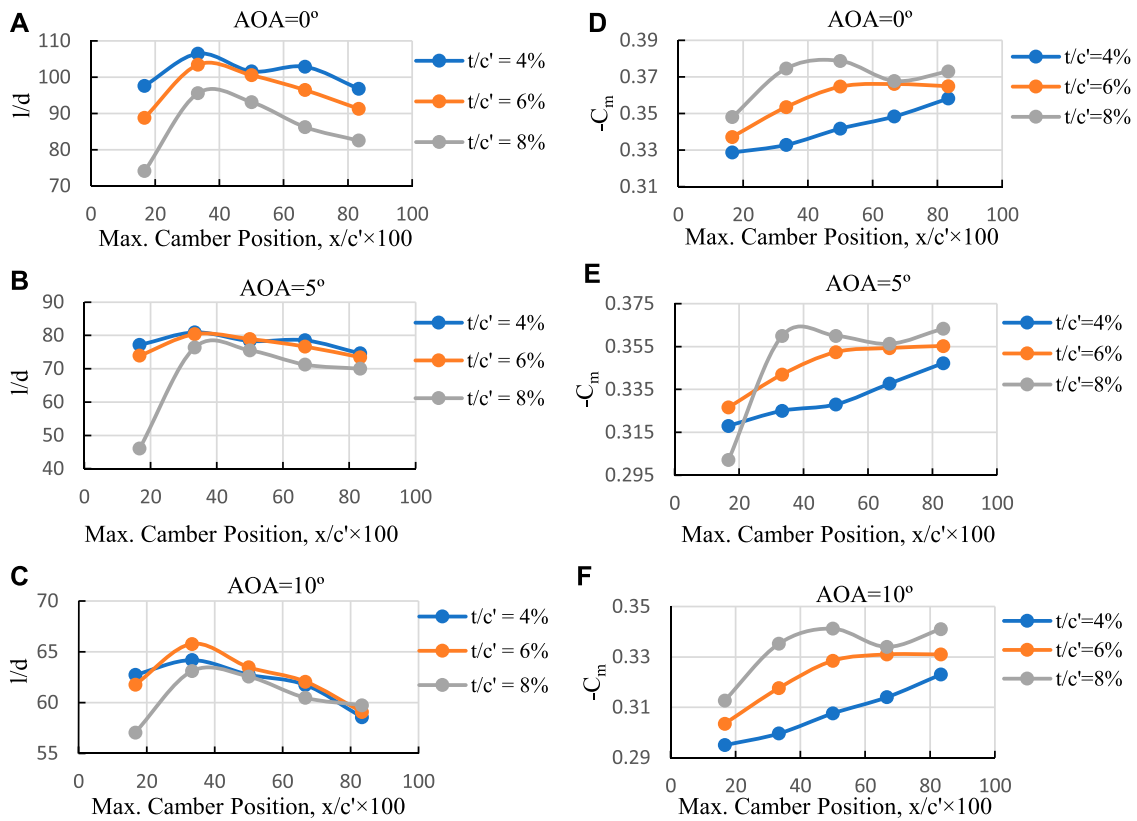 A
AOA=0º
l/d
110
100
90
80
70
0 20 40 60 80 100
Max. Camber Position, x/c'×100
t/c' = 4%
t/c' = 6%
t/c' = 8%
D
AOA=0º
-Cm
0.39
0.37
0.35
0.33
0.31
0 20 40 60 80 100
Max. Camber Position, x/c'×100
t/c'=4%
t/c'=6%
t/c'=8%
B
AOA=5º
l/d
90
80
70
60
50
40
0 20 40 60 80 100
Max. Camber Position, x/c'×100
t/c' = 4%
t/c' = 6%
t/c' = 8%
E
AOA=5º
-Cm
0.375
0.355
0.335
0.315
0.295
0 20 40 60 80 100
Max. Camber Position, x/c'×100
t/c'=4%
t/c'=6%
t/c'=8%
C
AOA=10º
l/d
70
65
60
55
0 20 40 60 80 100
Max. Camber Position, x/c'×100
t/c' = 4%
t/c' = 6%
t/c' = 8%
F
AOA=10º
-Cm
0.35
0.33
0.31
0.29
0 20 40 60 80 100
Max. Camber Position, x/c'×100
t/c'=4%
t/c'=6%
t/c'=8%